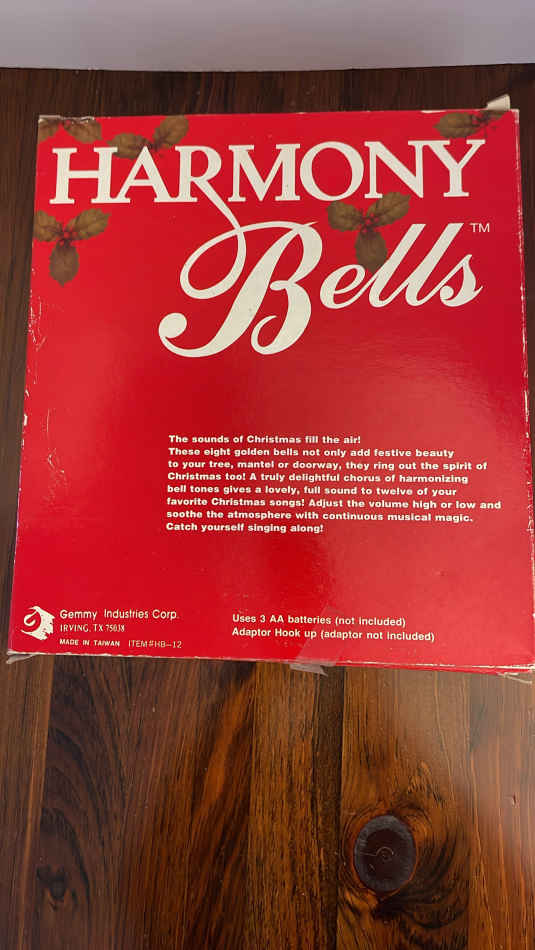 HARMONY
Bells™
The sounds of Christmas fill the air!
These eight golden bells not only add festive beauty
to your tree, mantel or doorway, they ring out the spirit of
Christmas too! A truly delightful chorus of harmonizing
bell tones gives a lovely, full sound to twelve of your
favorite Christmas songs! Adjust the volume high or low and
soothe the atmosphere with continuous musical magic.
Catch yourself singing along!
Gemmy Industries Corp.
IRVING, TX 75038
MADE IN TAIWAN ITEM#HB-12
Uses 3 AA batteries (not included)
Adaptor Hook up (adaptor not included)